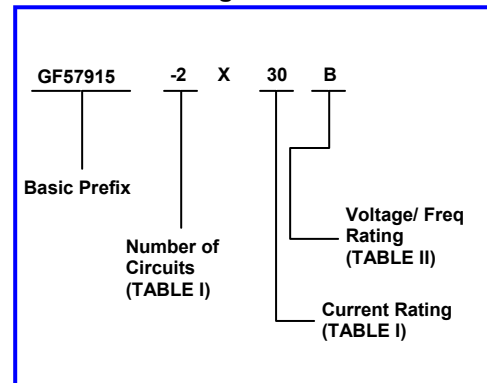 GF57915 -2 X 30 B
Basic Prefix
Number of
Circuits
(TABLE I)
Voltage/ Freq
Rating
(TABLE II)
Current Rating
(TABLE I)